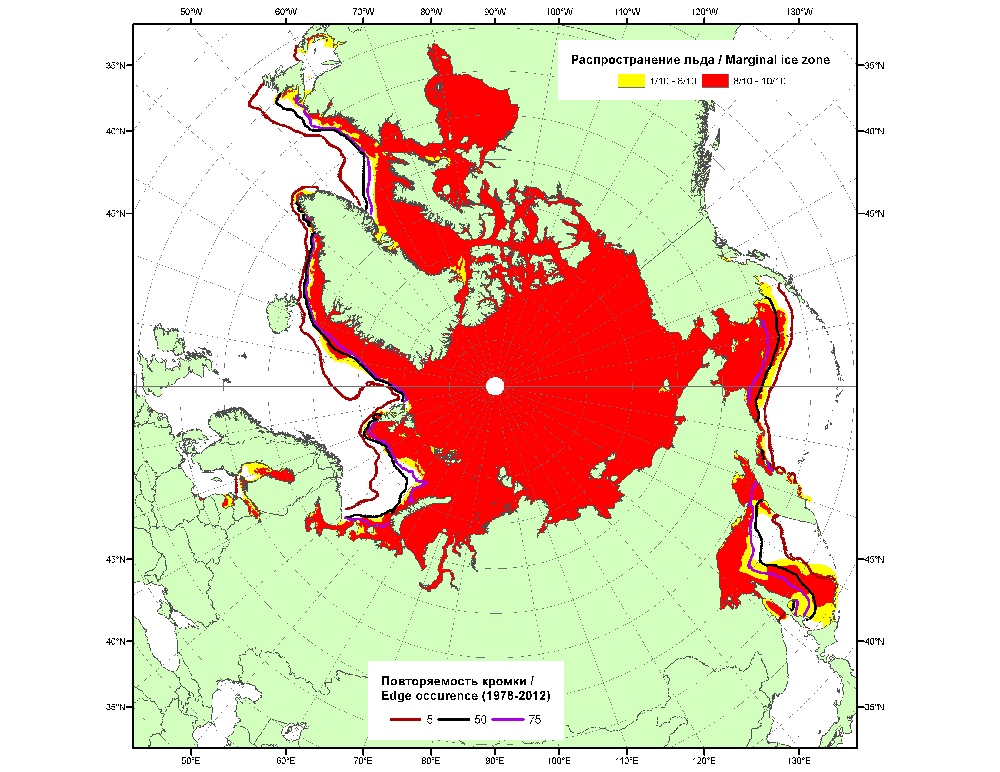 50°W 60°W 70°W 80°W 90°W 100°W 110°W 120°W 130°W
Распространение льда / Marginal ice zone
1/10 - 8/10 8/10 - 10/10
35°N 35°N
40°N 40°N
45°N 45°N
45°N 45°N
40°N 40°N
Повторяемость кромки /
Edge occurence (1978-2012)
35°N 35°N
5 50 75
50°E 60°E 70°E 80°E 90°E 100°E 110°E 120°E 130°E